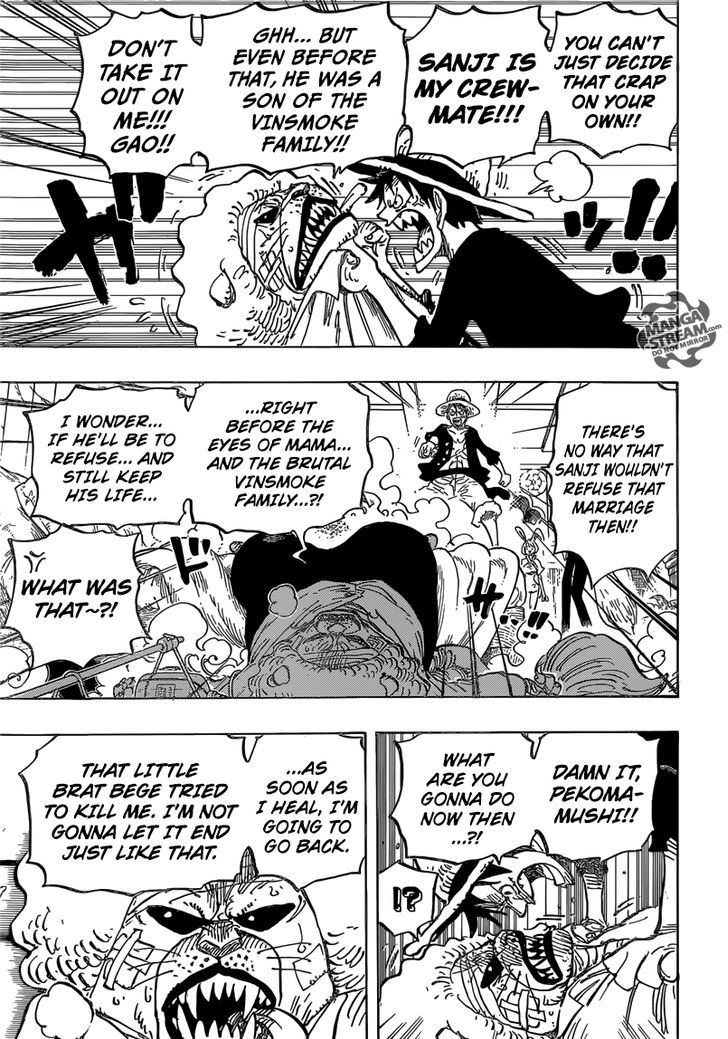 YOU CAN'T
JUST DECIDE
THAT CRAP
ON YOUR
OWN!!
SANJI IS
MY CREW-
MATE!!!
GHH... BUT
EVEN BEFORE
THAT, HE WAS A
SON OF THE
VINSMOKE
FAMILY!!
DON'T
TAKE IT
OUT ON
ME!!!
GAO!!
ガ
!!
MANGA
STREAM.com
DO NOT MIRROR
THERE'S
NO WAY THAT
SANJI WOULDN'T
REFUSE THAT
MARRIAGE
THEN!!
...RIGHT
BEFORE THE
EYES OF MAMA...
AND THE BRUTAL
VINSMOKE
FAMILY...?!
I WONDER...
IF HE'LL BE TO
REFUSE... AND
STILL KEEP
HIS LIFE...
WHAT WAS
THAT~?!
DAMN IT,
PEKOMA-
MUSHI!!
WHAT
ARE YOU
GONNA DO
NOW THEN
...?!
!?
...AS
SOON AS
I HEAL, I'M
GOING TO
GO BACK.
THAT LITTLE
BRAT BEGE TRIED
TO KILL ME. I'M NOT
GONNA LET IT END
JUST LIKE THAT.